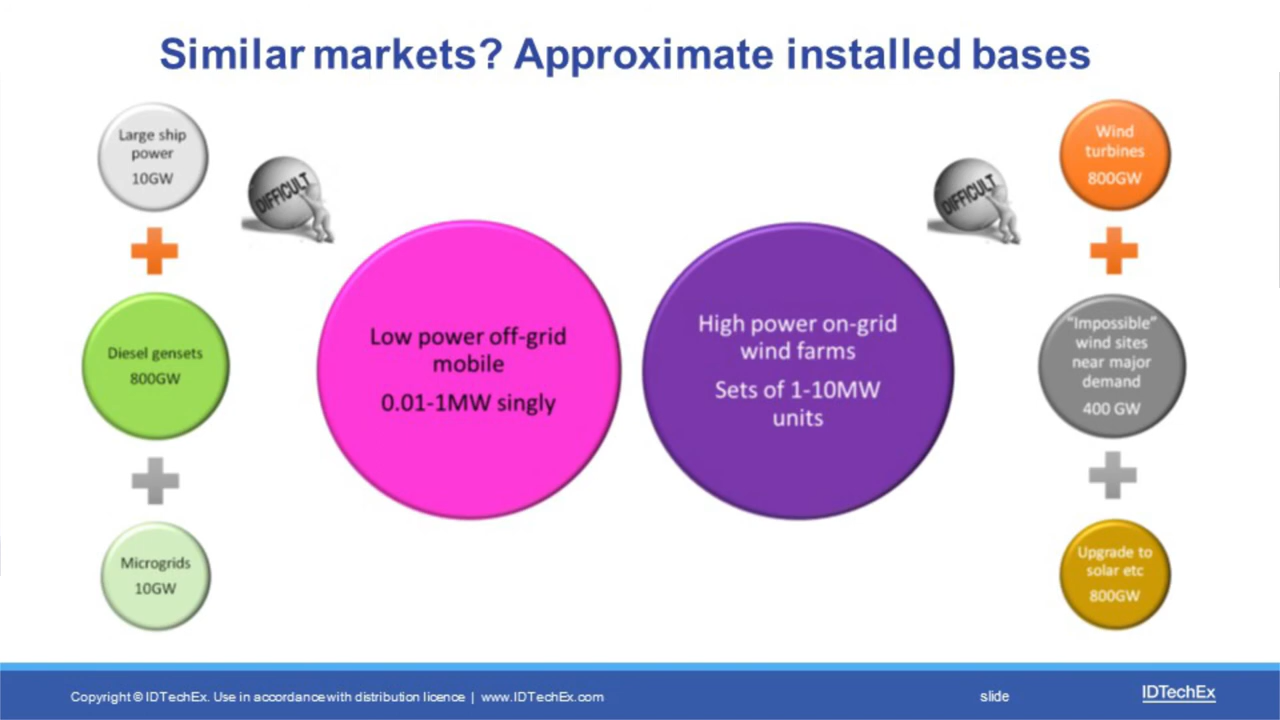 Similar markets? Approximate installed bases
Large ship
power
10GW
DIFFICULT
Diesel gensets
800GW
Microgrids
10GW
Low power off-grid
mobile
0.01-1MW singly
High power on-grid
wind farms
Sets of 1-10MW
units
DIFFICULT
Wind
turbines
800GW
"Impossible"
wind sites
near major
demand
400 GW
Upgrade to
solar etc
800GW
Copyright © IDTechEx. Use in accordance with distribution licence | www.IDTechEx.com
slide
IDTechEx